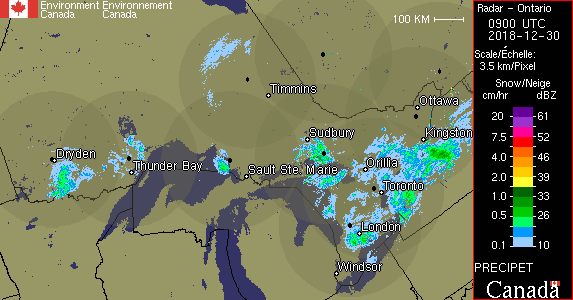 Environment Environnement
Canada Canada
100 KM
Radar - Ontario
0900 UTC
2018-12-30
Scale/Échelle:
3.5 km/Pixel
Snow/Neige
cm/hr dBZ
20 61
7.5 52
4.0 46
2.0 39
1.0 33
0.5 26
0.1 10
PRECIPET
Canada
Timmins
Ottawa
Sudbury
Kingston
Dryden
Thunder Bay
Sault Ste. Marie
Orillia
Toronto
London
Windsor